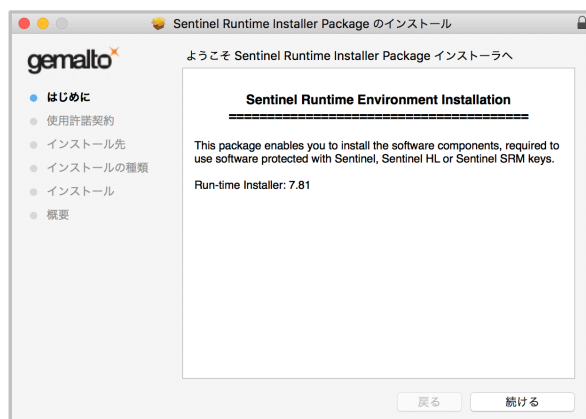 Sentinel Runtime Installer Package のインストール
gemalto
ようこそ Sentinel Runtime Installer Package インストーラへ
はじめに
使用許諾契約
インストール先
インストールの種類
インストール
概要
Sentinel Runtime Environment Installation
=======================================
This package enables you to install the software components, required to
use software protected with Sentinel, Sentinel HL or Sentinel SRM keys.
Run-time Installer: 7.81
戻る
続ける